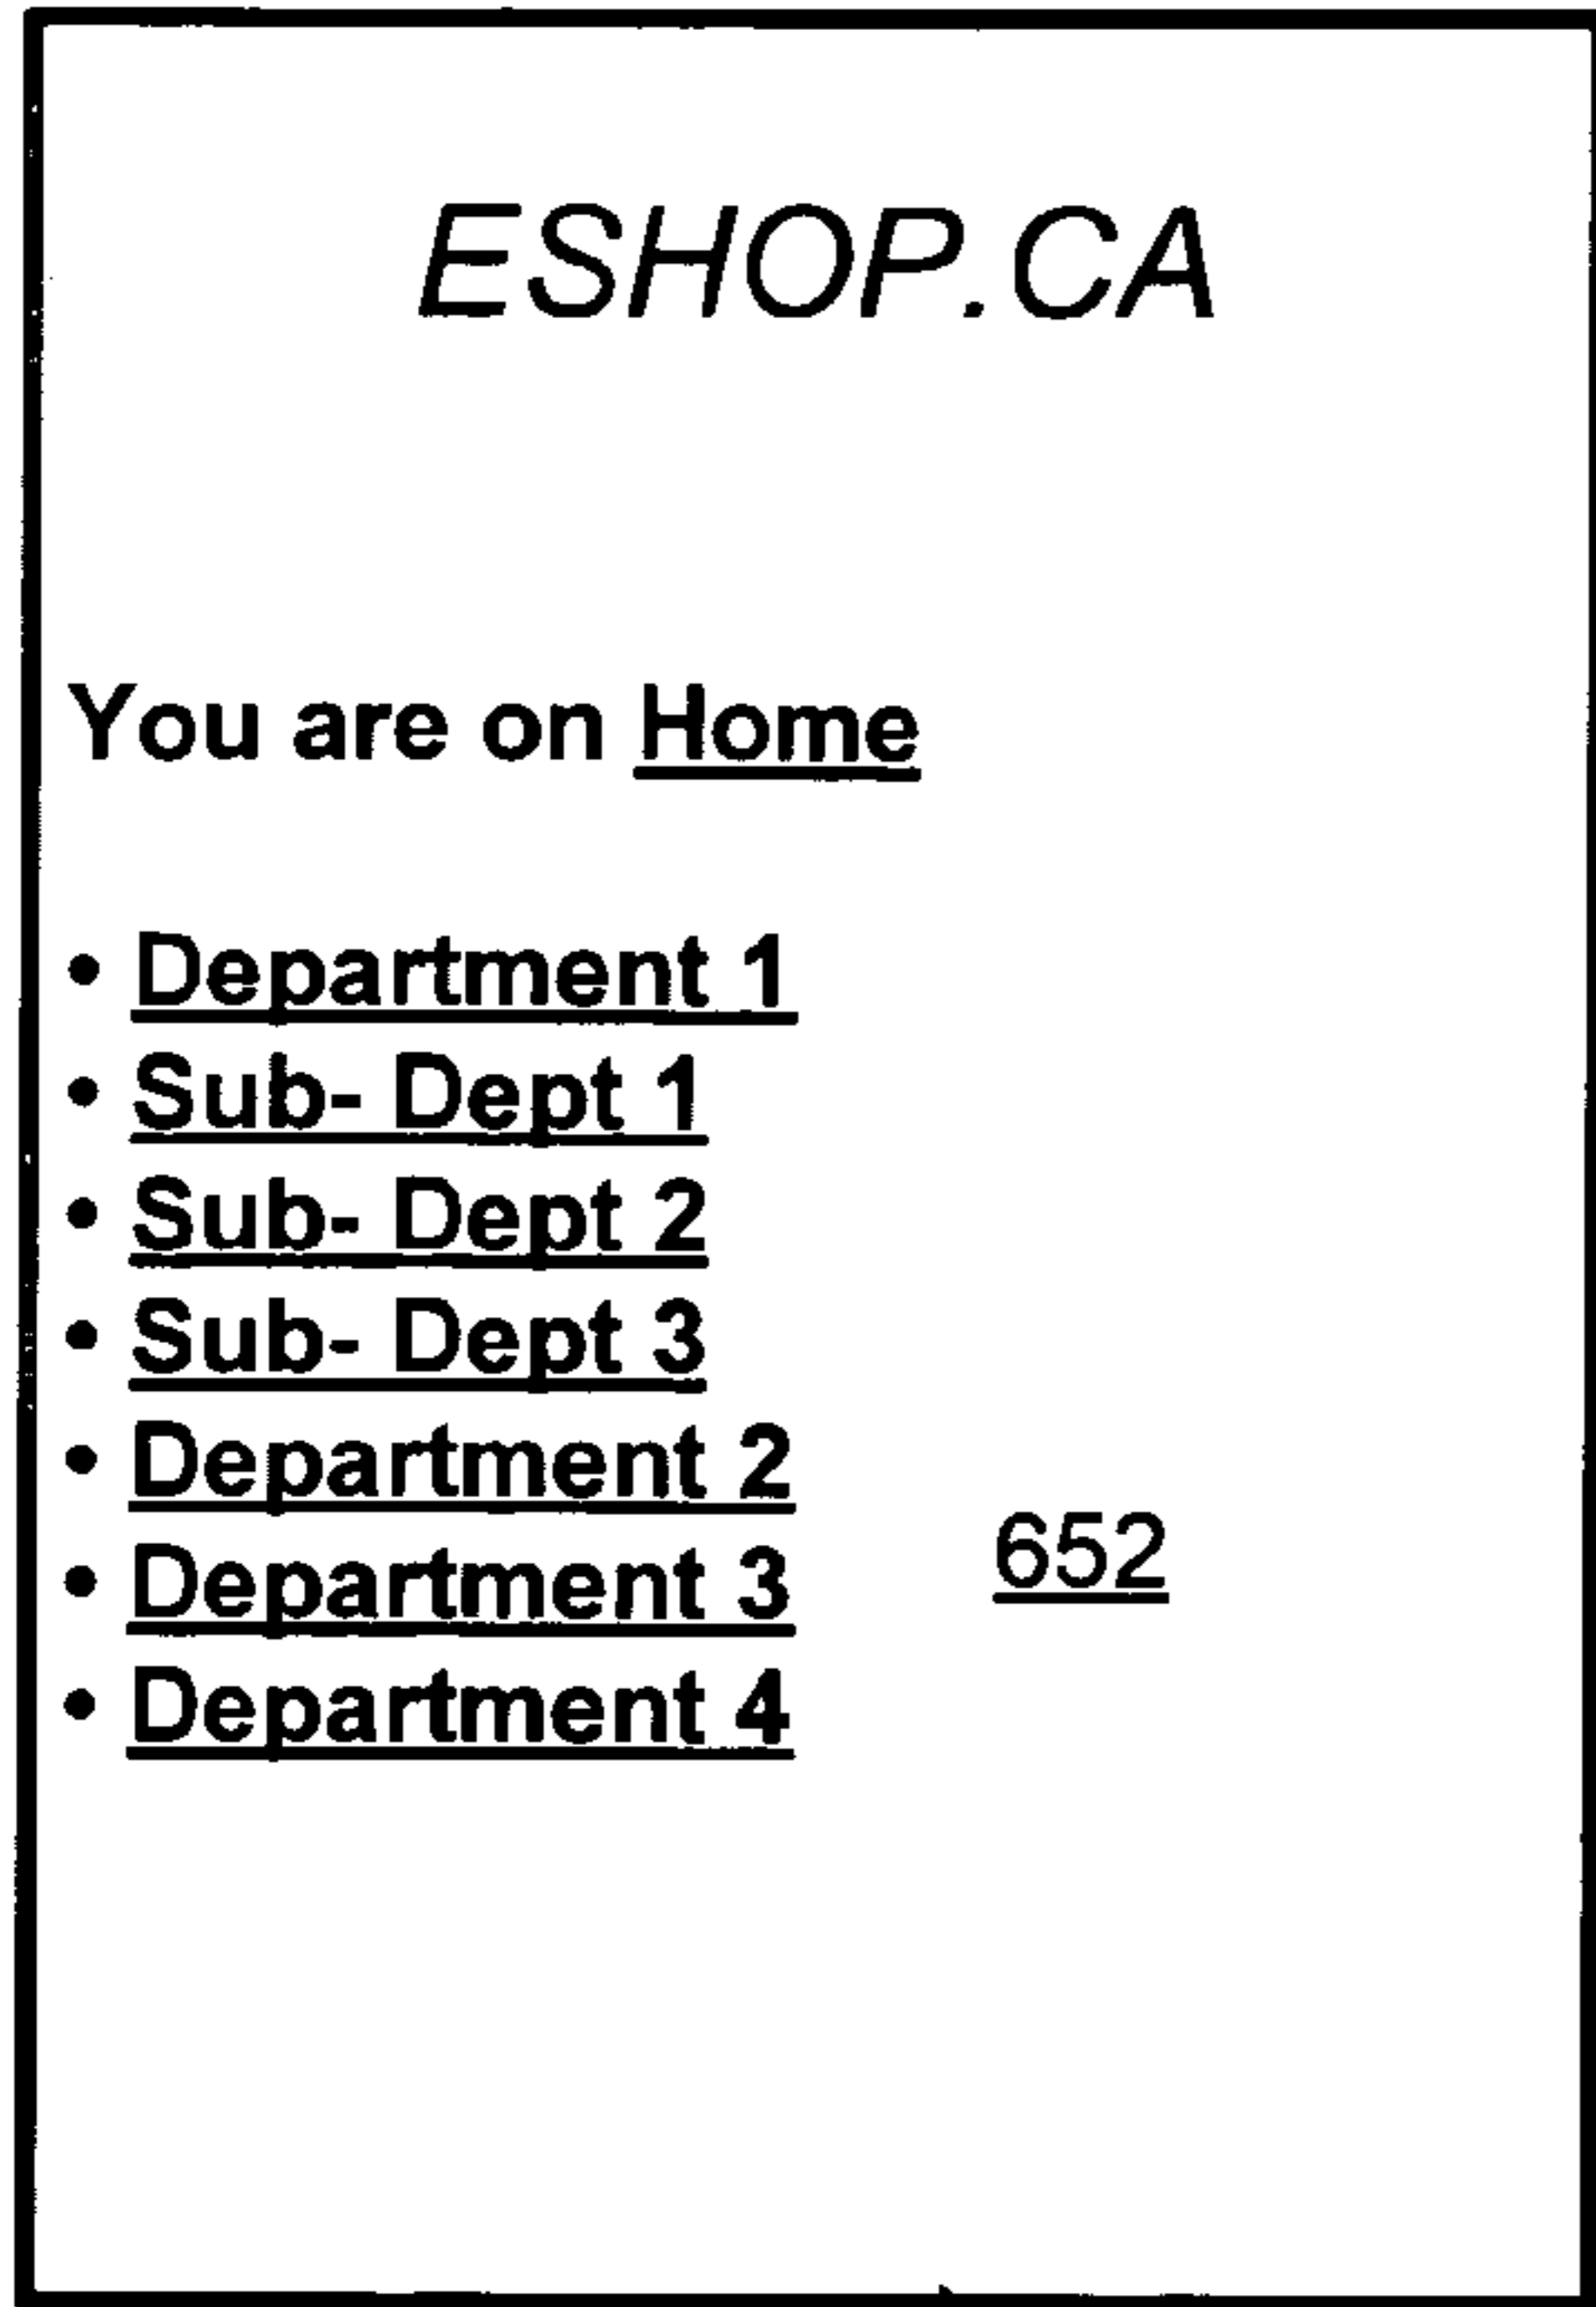 ESHOP.CA
You are on Home
• Department 1
• Sub- Dept 1
• Sub- Dept 2
• Sub- Dept 3
• Department 2
• Department 3
652
• Department 4